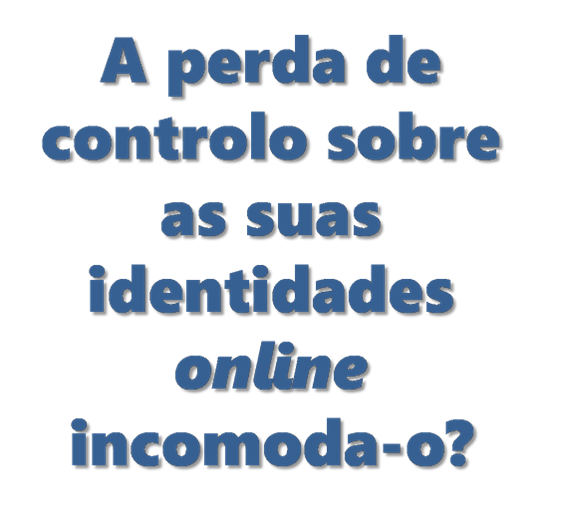 A perda de
controlo sobre
as suas
identidades
online
incomoda-o?